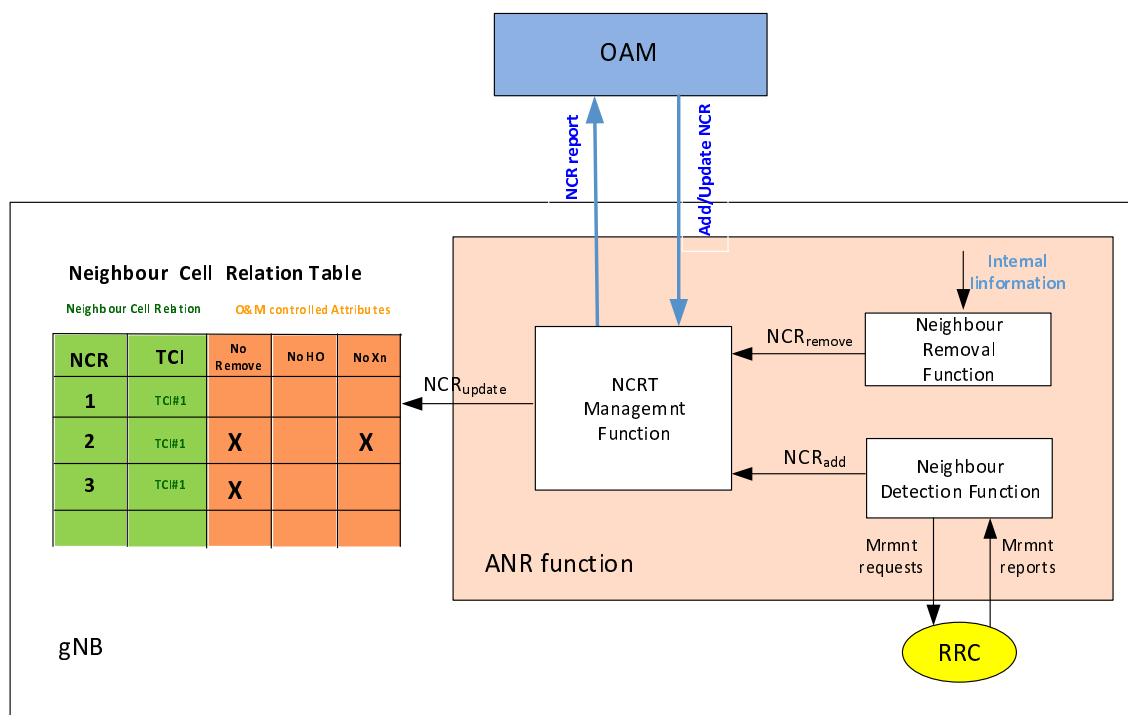 OAM
NCR report
Add/Update NCR
Neighbour Cell Relation Table
Neighbour Cell Relation
O&M controlled Attributes
NCR
TCI
No
Remove
No HO
No Xn
1
TCI#1
2
TCI#1
X
X
3
TCI#1
X
NCRupdate
NCRT
Managemnt
Function
NCRremove
NCRadd
Internal
Iinformation
Neighbour
Removal
Function
Neighbour
Detection Function
Mrmnt
requests
Mrmnt
reports
ANR function
RRC
gNB